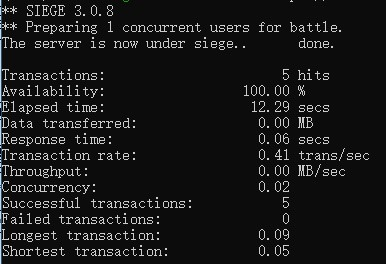 ** SIEGE 3.0.8
** Preparing 1 concurrent users for battle.
The server is now under siege..      done.
Transactions:                      5 hits
Availability:                 100.00 %
Elapsed time:                  12.29 secs
Data transferred:               0.00 MB
Response time:                  0.06 secs
Transaction rate:               0.41 trans/sec
Throughput:                     0.00 MB/sec
Concurrency:                    0.02
Successful transactions:           5
Failed transactions:               0
Longest transaction:            0.09
Shortest transaction:           0.05